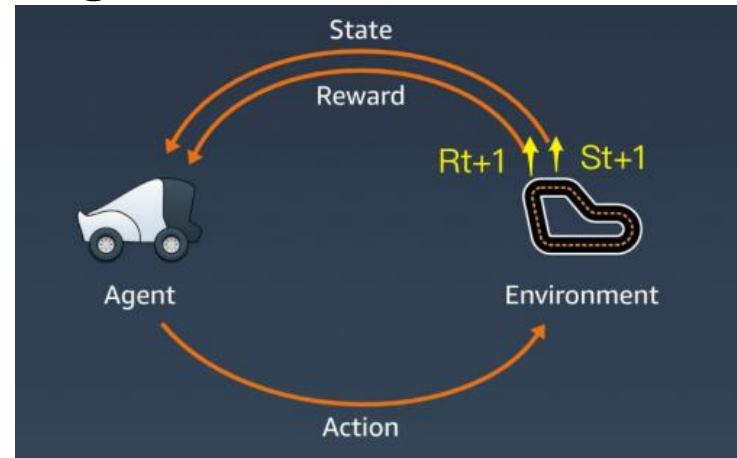 State
Reward
Rt+1 St+1
Agent
Environment
Action